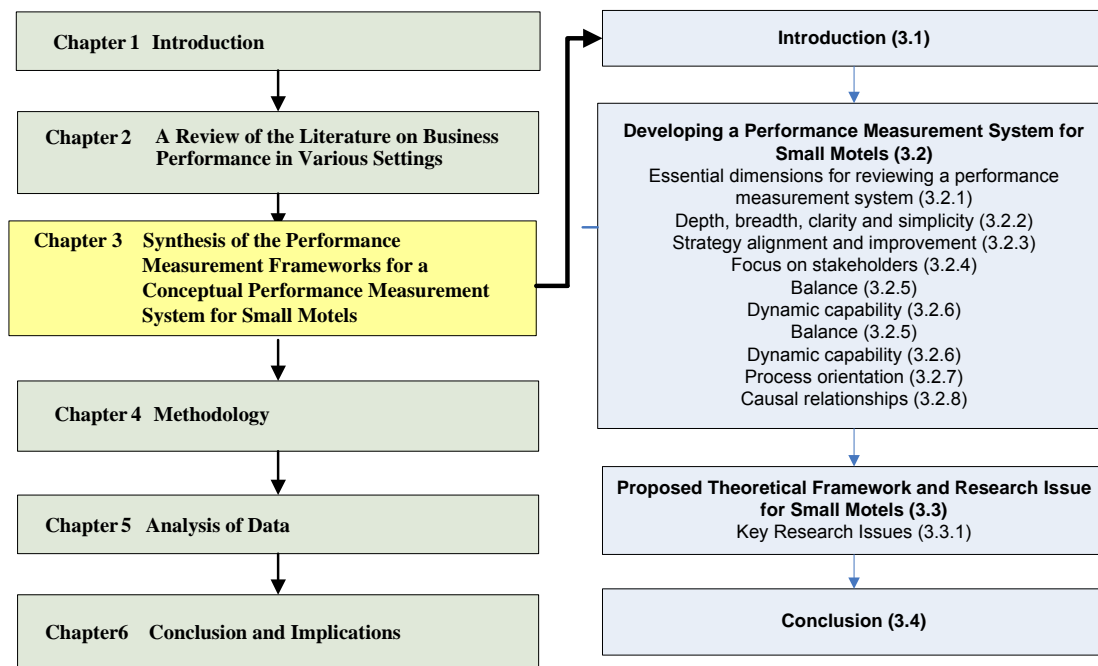 Chapter 1 Introduction
Chapter 2 A Review of the Literature on Business
Performance in Various Settings
Chapter 3 Synthesis of the Performance
Measurement Frameworks for a
Conceptual Performance Measurement
System for Small Motels
Chapter 4 Methodology
Chapter 5 Analysis of Data
Chapter6 Conclusion and Implications
Introduction (3.1)
Developing a Performance Measurement System for
Small Motels (3.2)
Essential dimensions for reviewing a performance
measurement system (3.2.1)
Depth, breadth, clarity and simplicity (3.2.2)
Strategy alignment and improvement (3.2.3)
Focus on stakeholders (3.2.4)
Balance (3.2.5)
Dynamic capability (3.2.6)
Balance (3.2.5)
Dynamic capability (3.2.6)
Process orientation (3.2.7)
Causal relationships (3.2.8)
Proposed Theoretical Framework and Research Issue
for Small Motels (3.3)
Key Research Issues (3.3.1)
Conclusion (3.4)